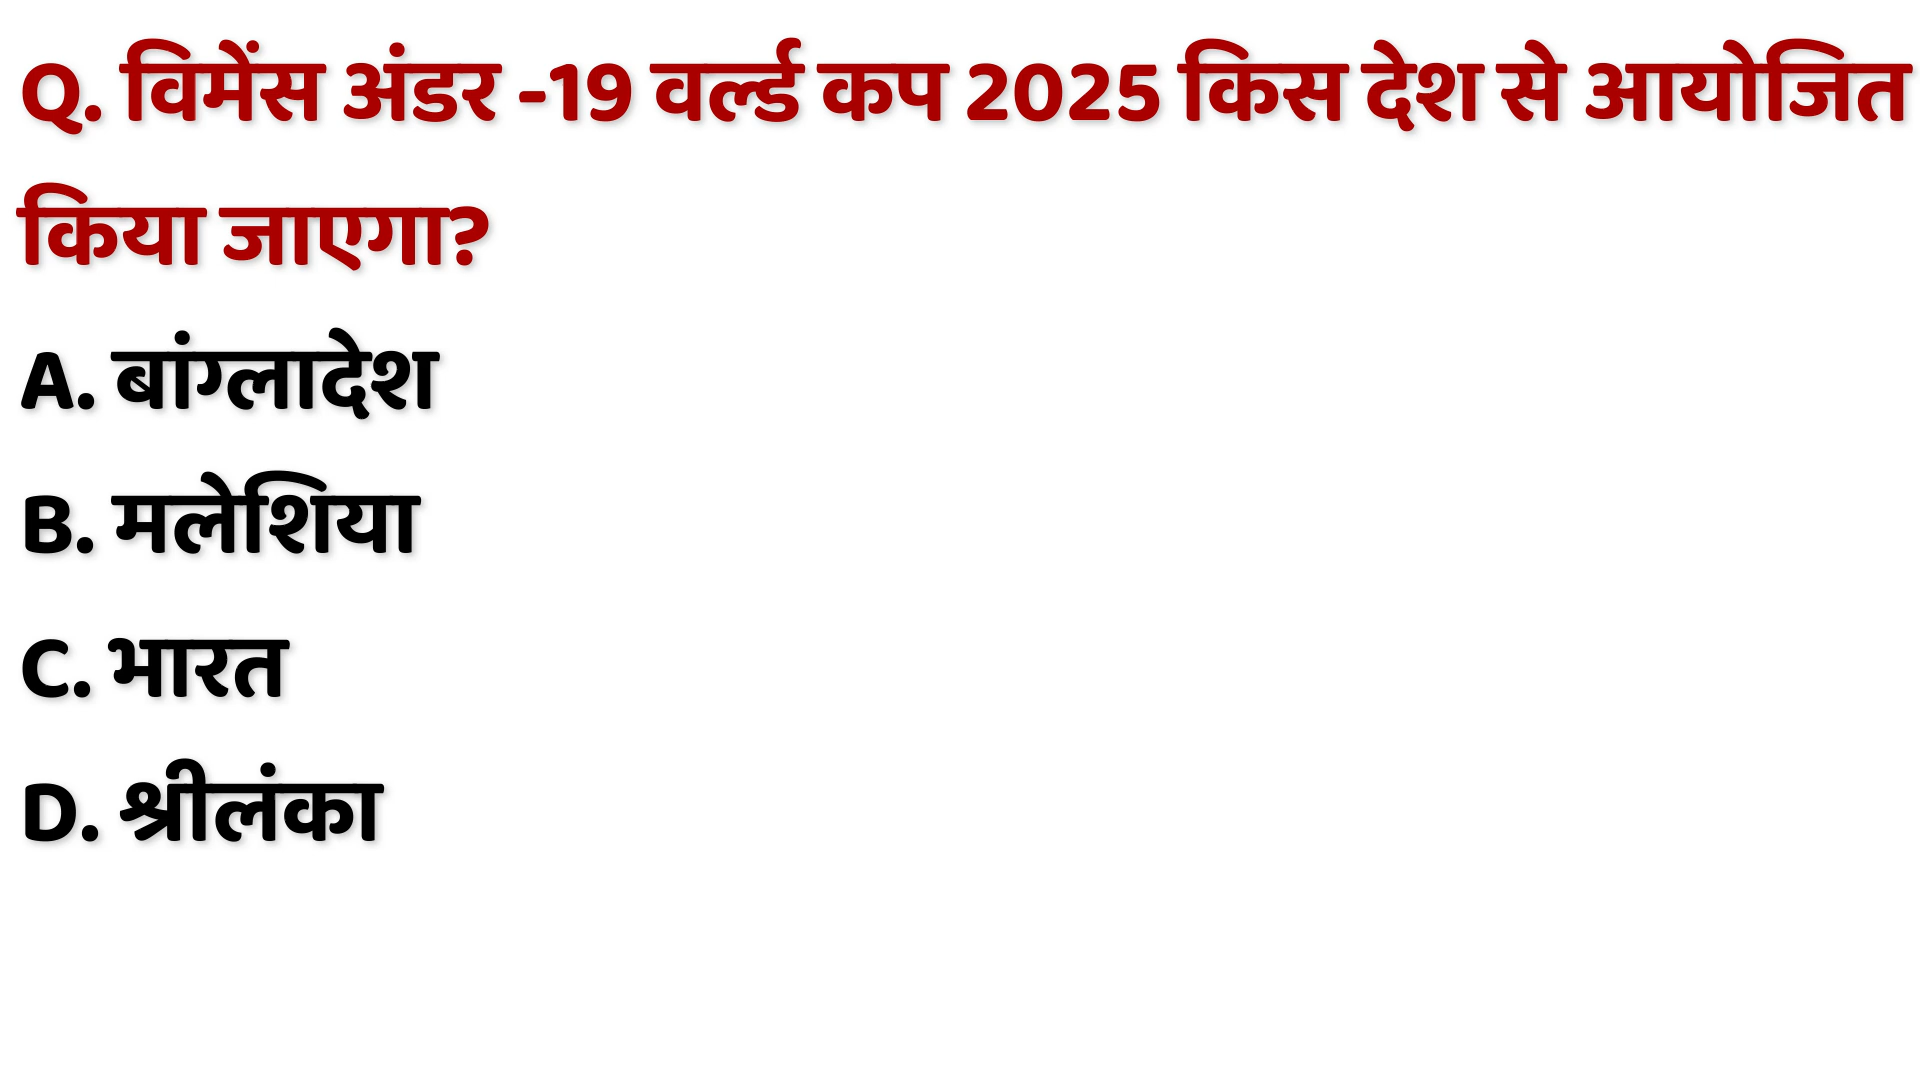 Q. विमेंस अंडर -19 वर्ल्ड कप 2025 किस देश से आयोजित
किया जाएगा?
A. बांग्लादेश
B. मलेशिया
C. भारत
D. श्रीलंका